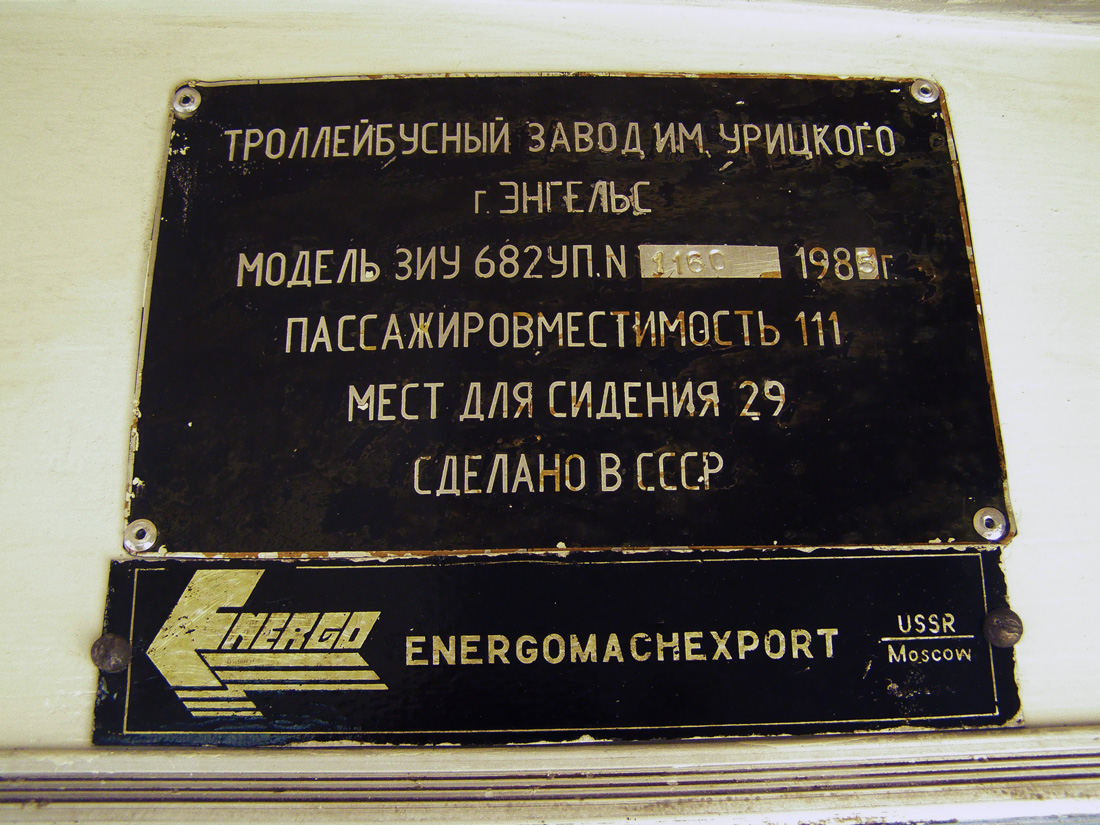 ТРОЛЛЕЙБУСНЫЙ ЗАВОД ИМ. УРИЦКОГО
г. ЭНГЕЛЬС
МОДЕЛЬ ЗИУ 682УП. N 1160 1985г.
ПАССАЖИРОВМЕСТИМОСТЬ 111
МЕСТ ДЛЯ СИДЕНИЯ 29
СДЕЛАНО В СССР
ENERGO
ENERGOMACHEXPORT
USSR
Moscow